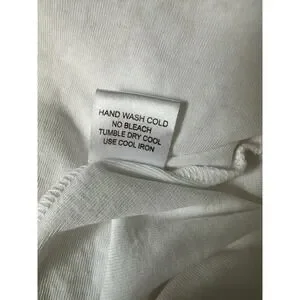 HAND WASH COLD
NO BLEACH
TUMBLE DRY COOL
USE COOL IRON